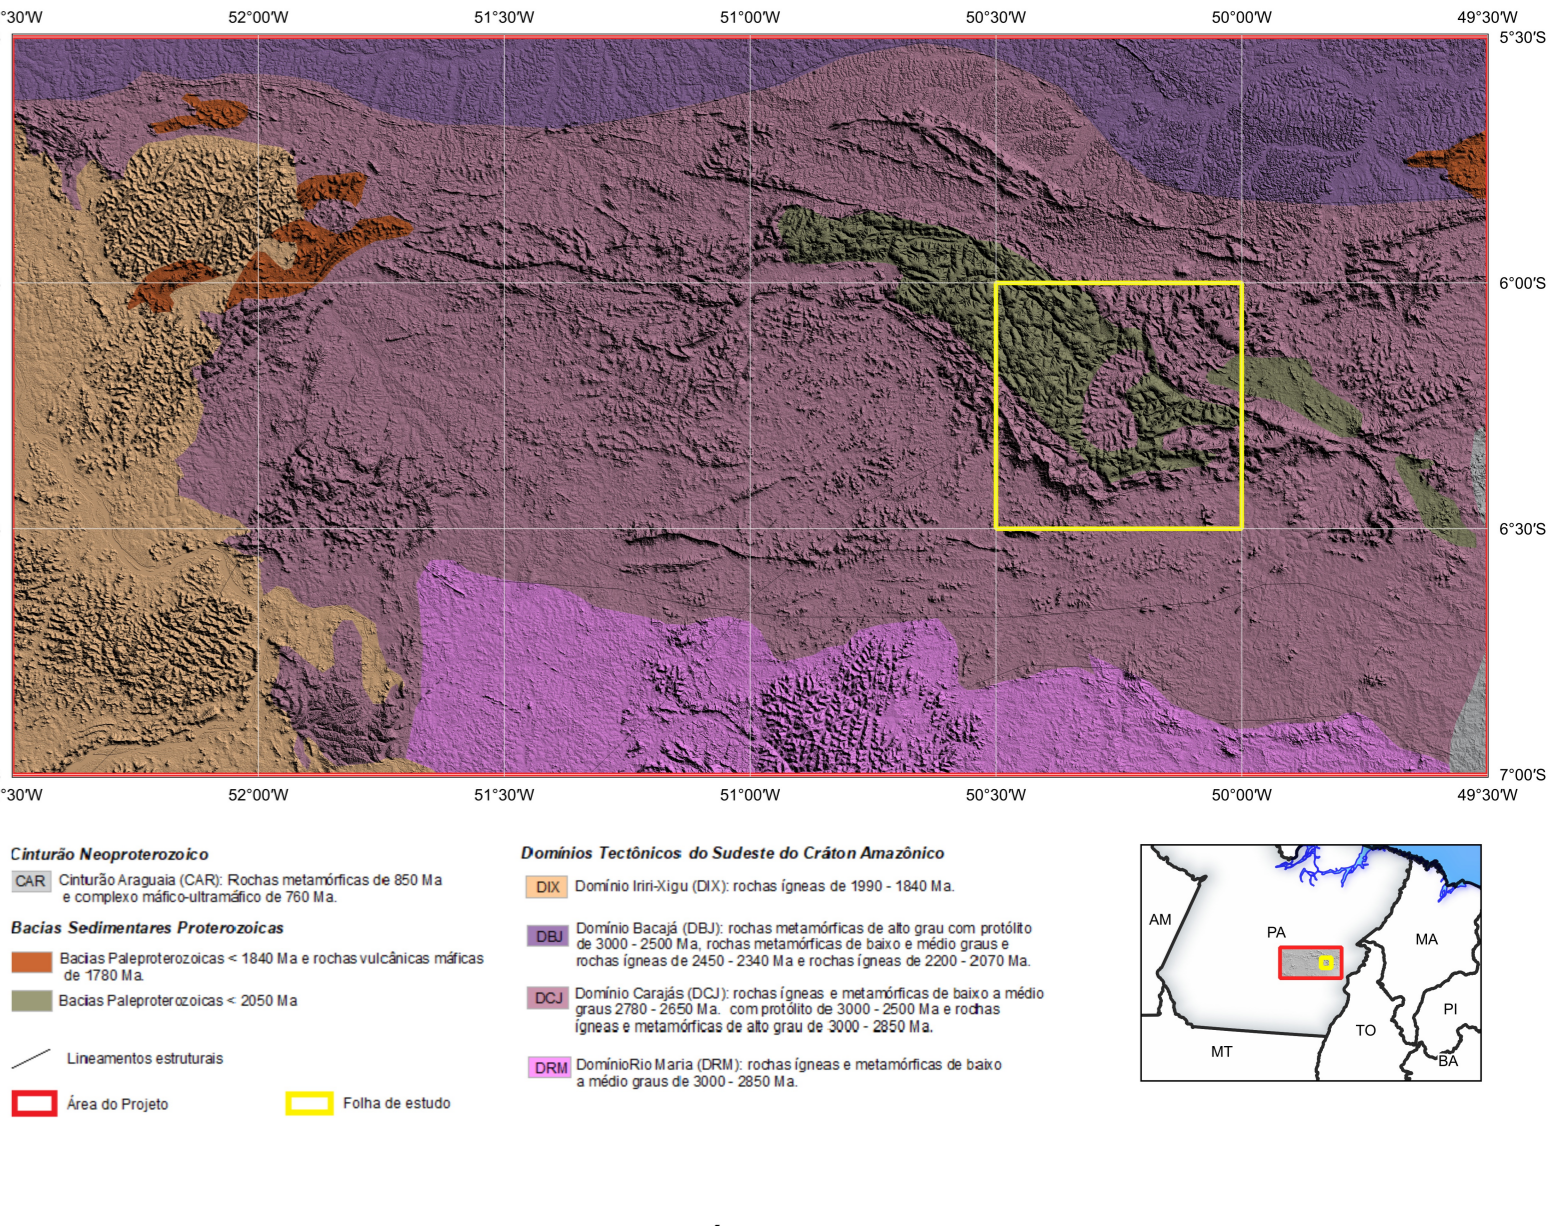 °30'W 52°00'W 51°30'W 51°00'W 50°30'W 50°00'W 49°30'W
5°30'S
6°00'S
6°30'S
7°00'S
°30'W 52°00'W 51°30'W 51°00'W 50°30'W 50°00'W 49°30'W
Cinturão Neoproterozoico
CAR
Cinturão Araguaia (CAR): Rochas metamórficas de 850 Ma
e complexo máfico-ultramáfico de 760 Ma.
Bacias Sedimentares Proterozoicas
Bacias Paleproterozoicas < 1840 Ma e rochas vulcânicas máficas
de 1780 Ma.
Bacias Paleproterozoicas < 2050 Ma
Lineamentos estruturais
Área do Projeto
Folha de estudo
Domínios Tectônicos do Sudeste do Cráton Amazônico
DIX
Domínio Iriri-Xigu (DIX): rochas ígneas de 1990 - 1840 Ma.
DBJ
Domínio Bacajá (DBJ): rochas metamórficas de alto grau com protólito
de 3000 - 2500 Ma, rochas metamórficas de baixo e médio graus e
rochas ígneas de 2450 - 2340 Ma e rochas ígneas de 2200 - 2070 Ma.
DCJ
Domínio Carajás (DCJ): rochas ígneas e metamórficas de baixo a médio
graus 2780 - 2650 Ma. com protólito de 3000 - 2500 Ma e rochas
ígneas e metamórficas de alto grau de 3000 - 2850 Ma.
DRM
DomínioRio Maria (DRM): rochas ígneas e metamórficas de baixo
a médio graus de 3000 - 2850 Ma.
AM
PA
MA
PI
TO
MT
BA